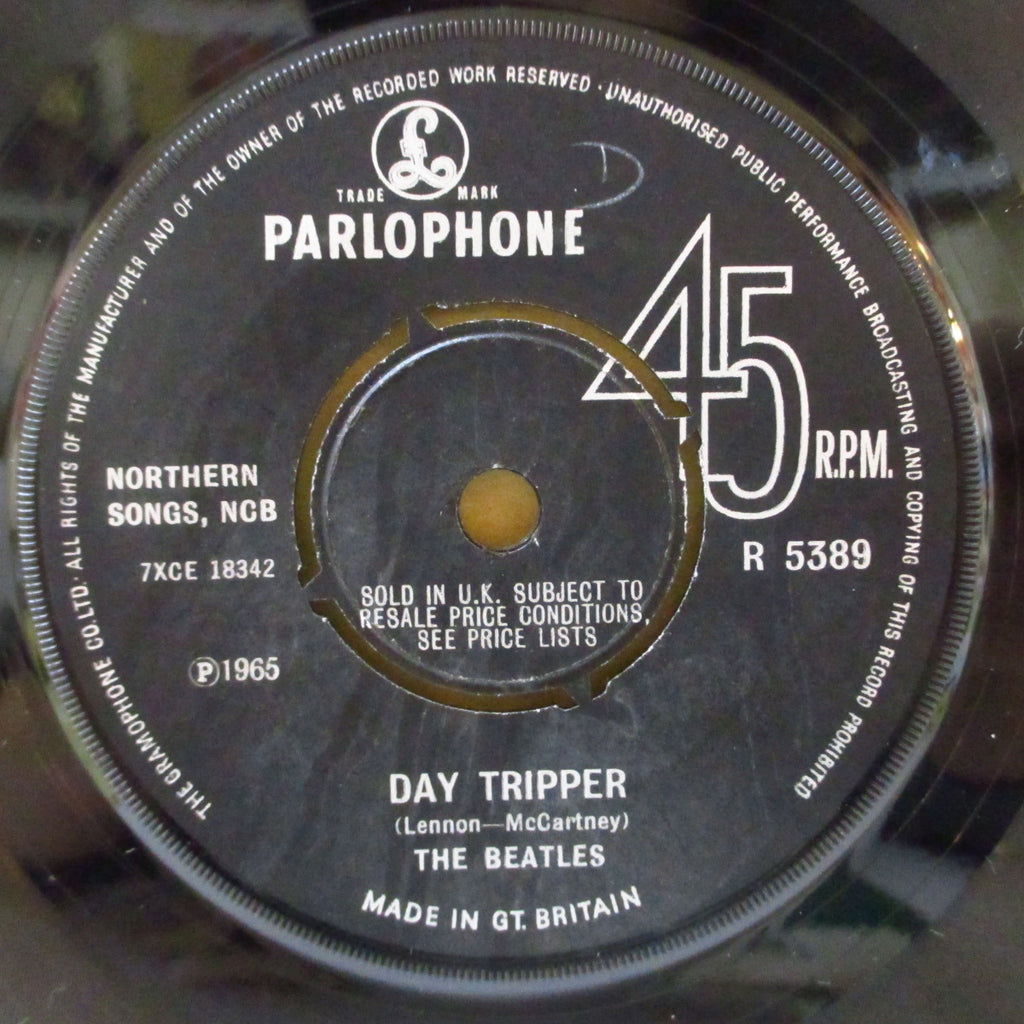 THE GRAMOPHONE CO.LTD. ALL RIGHTS OF THE MANUFACTURER AND OF THE OWNER OF THE RECORDED WORK RESERVED · UNAUTHORISED PUBLIC PERFORMANCE BROADCASTING AND COPYING OF THIS RECORD PROHIBITED
£
TRADE MARK
PARLOPHONE
45 R.P.M.
NORTHERN
SONGS, NCB
7XCE 18342
R 5389
SOLD IN U.K. SUBJECT TO
RESALE PRICE CONDITIONS,
SEE PRICE LISTS
℗1965
DAY TRIPPER
(Lennon—McCartney)
THE BEATLES
MADE IN GT. BRITAIN